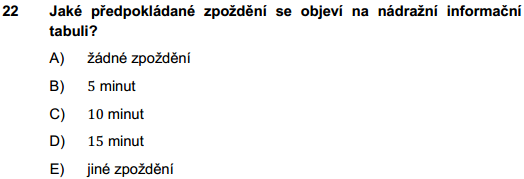 22 Jaké předpokládané zpoždění se objeví na nádražní informační
tabuli?
A) žádné zpoždění
B) 5 minut
C) 10 minut
D) 15 minut
E) jiné zpoždění